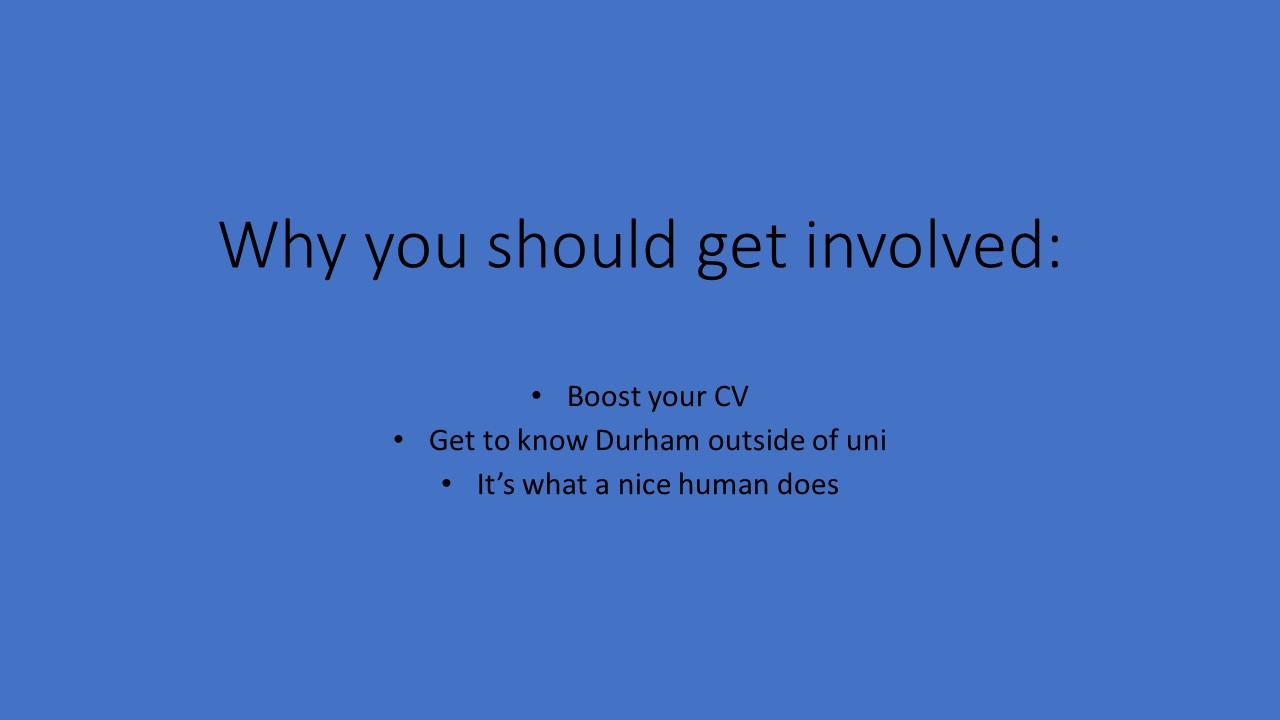 Why you should get involved:
• Boost your CV
• Get to know Durham outside of uni
• It’s what a nice human does